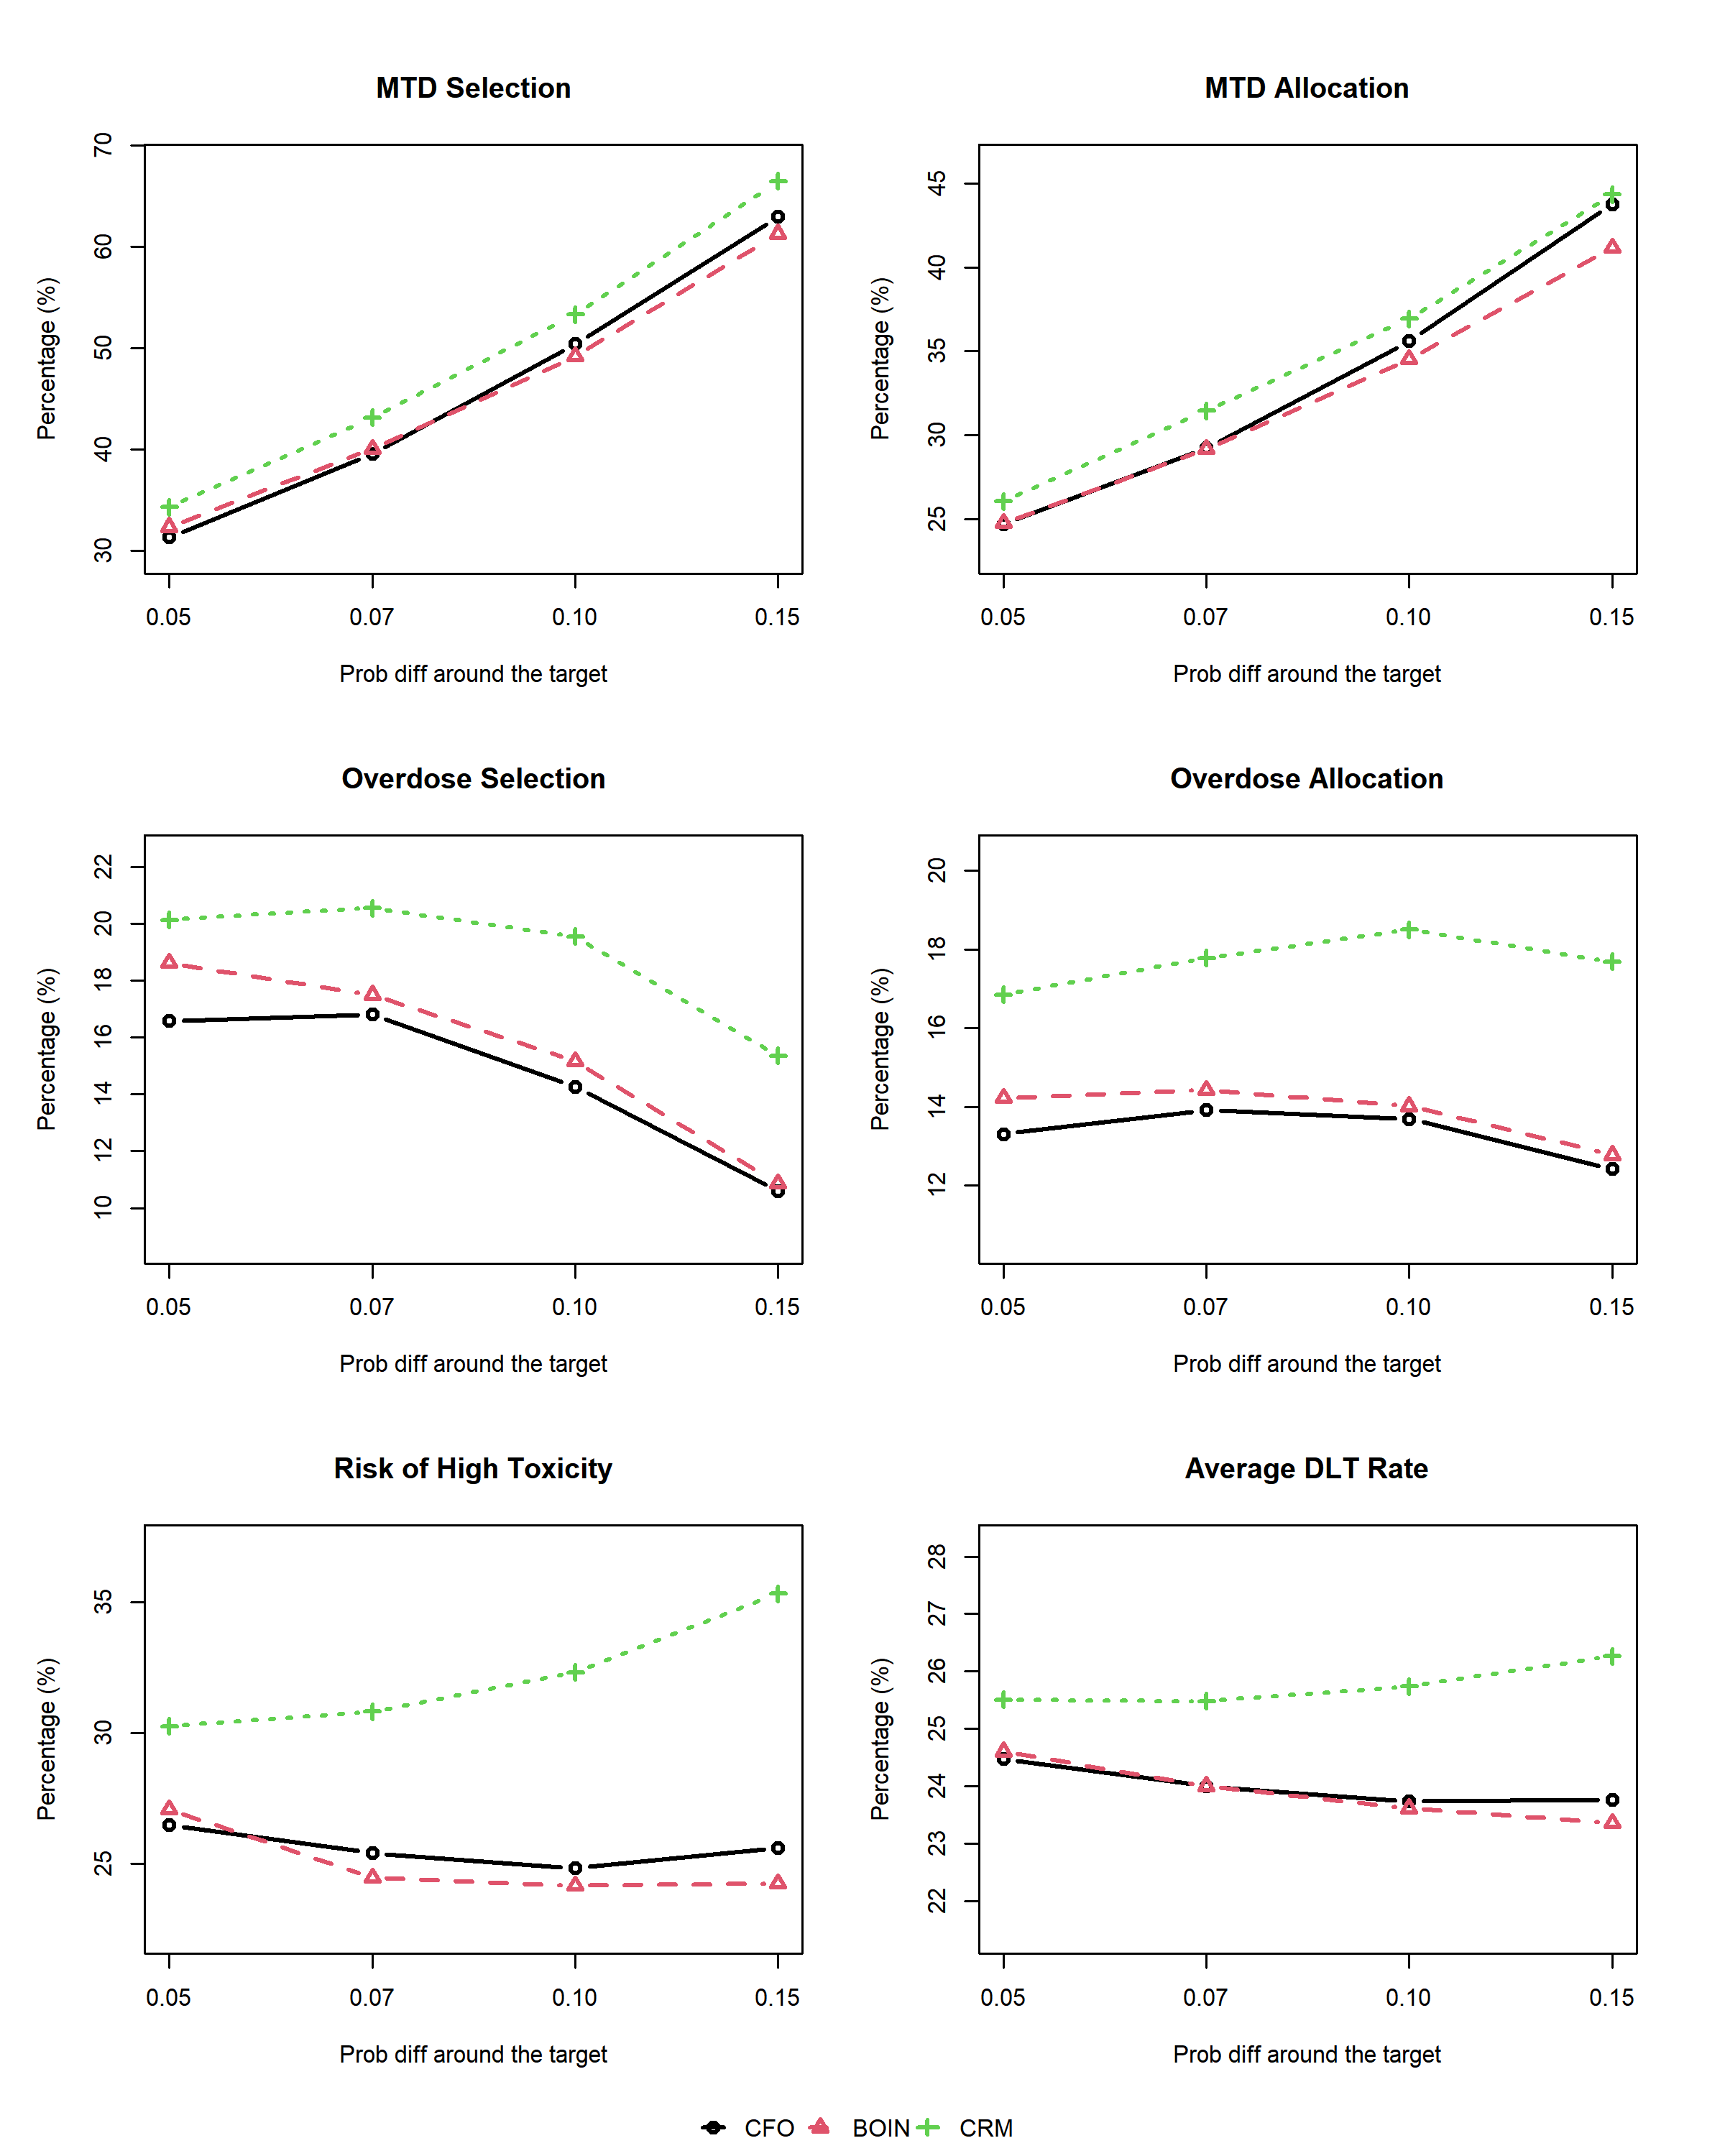 MTD Selection
Percentage (%)
70
60
50
40
30
0.05 0.07 0.10 0.15
Prob diff around the target
MTD Allocation
Percentage (%)
45
40
35
30
25
0.05 0.07 0.10 0.15
Prob diff around the target
Overdose Selection
Percentage (%)
22
20
18
16
14
12
10
0.05 0.07 0.10 0.15
Prob diff around the target
Overdose Allocation
Percentage (%)
20
18
16
14
12
0.05 0.07 0.10 0.15
Prob diff around the target
Risk of High Toxicity
Percentage (%)
35
30
25
0.05 0.07 0.10 0.15
Prob diff around the target
Average DLT Rate
Percentage (%)
28
27
26
25
24
23
22
0.05 0.07 0.10 0.15
Prob diff around the target
CFO BOIN CRM